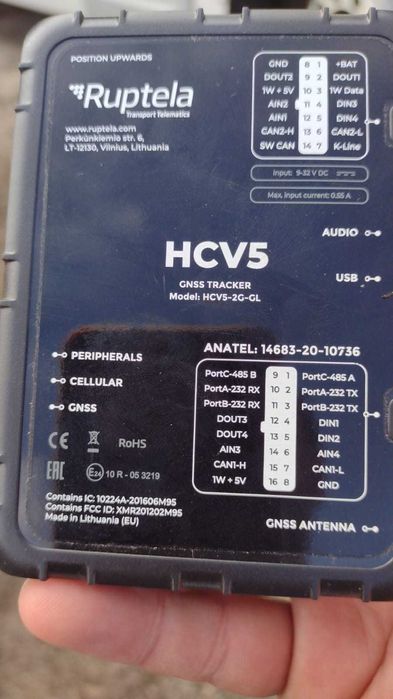 POSITION UPWARDS
Ruptela
Transport Telematics
www.ruptela.com
Perkūnkiemio str. 6,
LT-12130, Vilnius, Lithuania
GND 8 1 +BAT
DOUT2 9 2 DOUT1
1W + 5V 10 3 1W Data
AIN2 11 4 DIN3
AIN1 12 5 DIN4
CAN2-H 13 6 CAN2-L
SW CAN 14 7 K-Line
Input: 9-32 V DC
Max. input current: 0.55 A
AUDIO
USB
HCV5
GNSS TRACKER
Model: HCV5-2G-GL
PERIPHERALS
CELLULAR
GNSS
ANATEL: 14683-20-10736
PortC-485 B 9 1 PortC-485 A
PortA-232 RX 10 2 PortA-232 TX
PortB-232 RX 11 3 PortB-232 TX
DOUT3 12 4 DIN1
DOUT4 13 5 DIN2
AIN3 14 6 AIN4
CAN1-H 15 7 CAN1-L
1W + 5V 16 8 GND
CE RoHS
EAC E24 10 R - 05 3219
Contains IC: 10224A-201606M95
Contains FCC ID: XMR201202M95
Made in Lithuania (EU)
GNSS ANTENNA